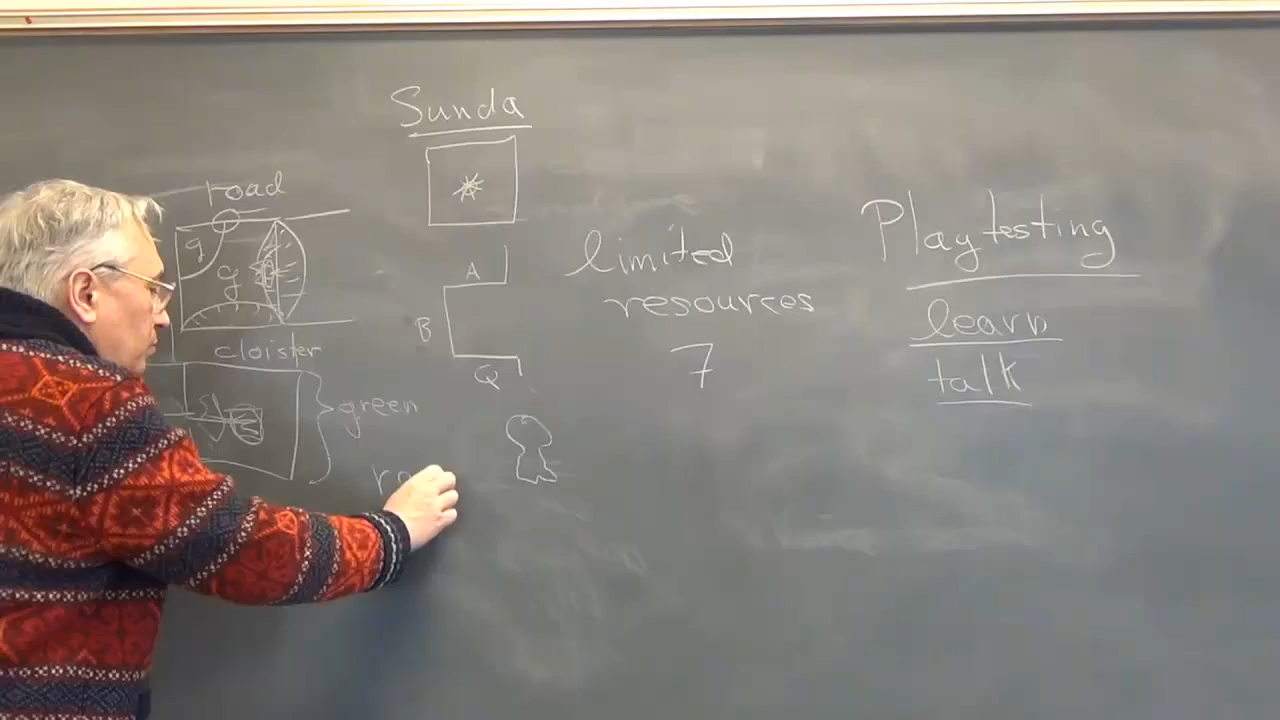 Sunda
road
g
g
cloister
green
A
B
Q
limited
resources
7
Playtesting
learn
talk